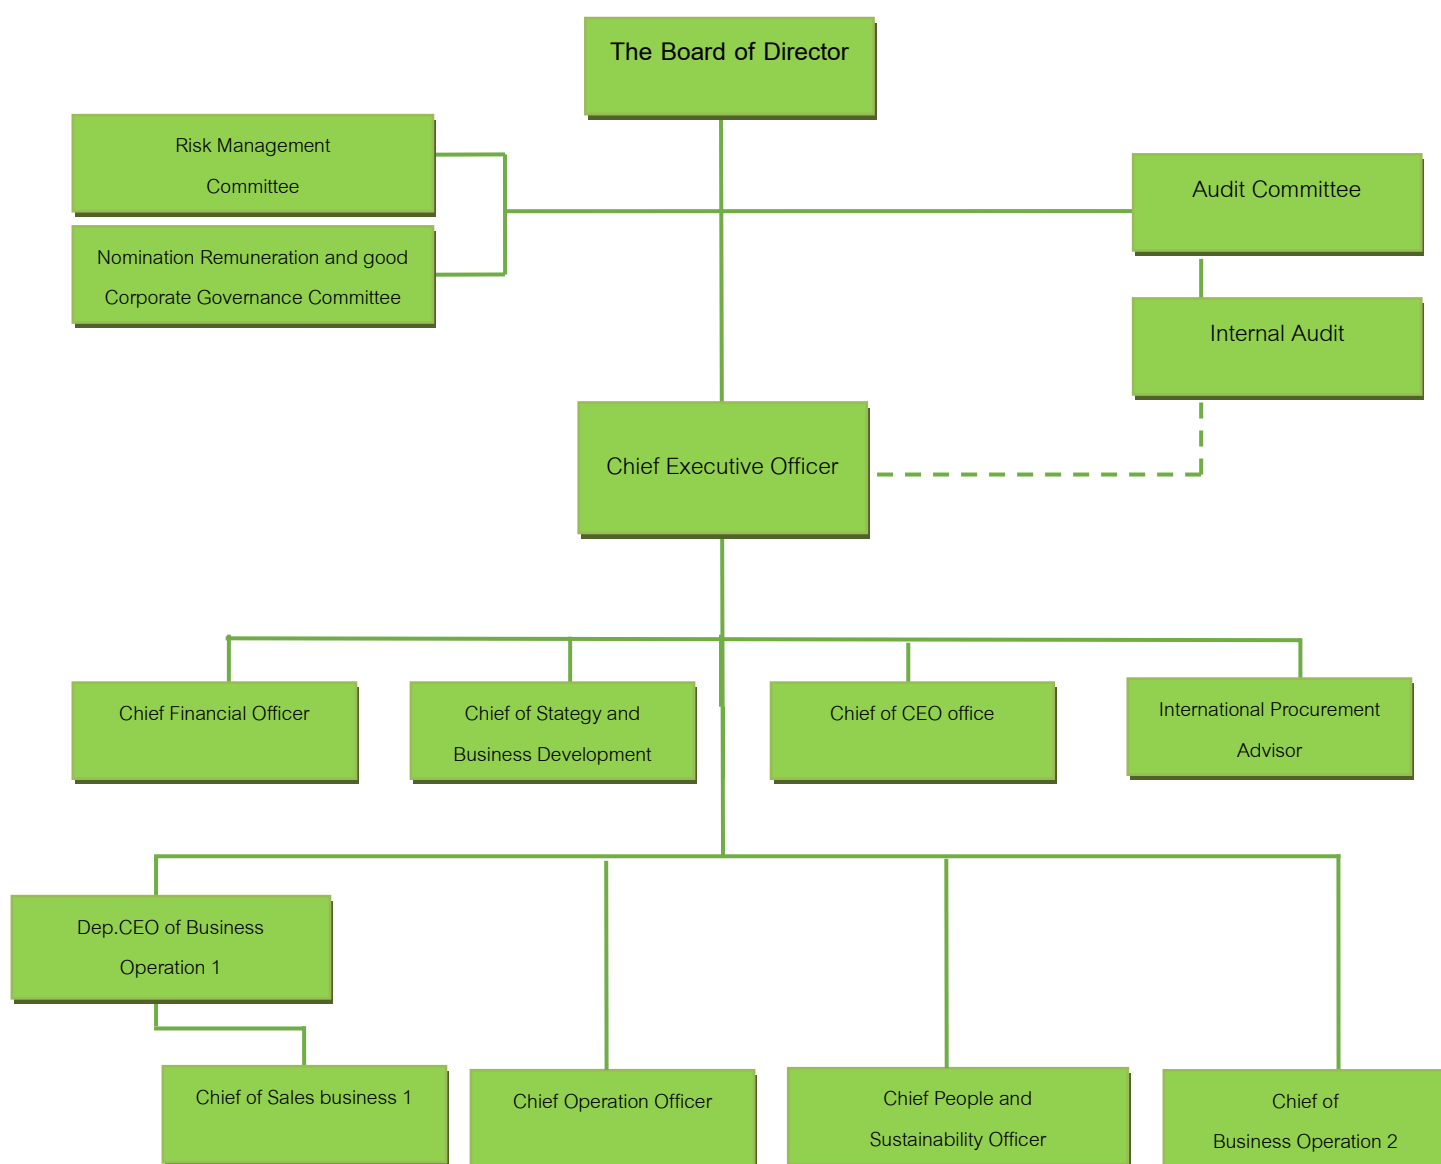 The Board of Director
Risk Management
Committee
Audit Committee
Nomination Remuneration and good
Corporate Governance Committee
Internal Audit
Chief Executive Officer
Chief Financial Officer
Chief of Stategy and
Business Development
Chief of CEO office
International Procurement
Advisor
Dep.CEO of Business
Operation 1
Chief of Sales business 1
Chief Operation Officer
Chief People and
Sustainability Officer
Chief of
Business Operation 2